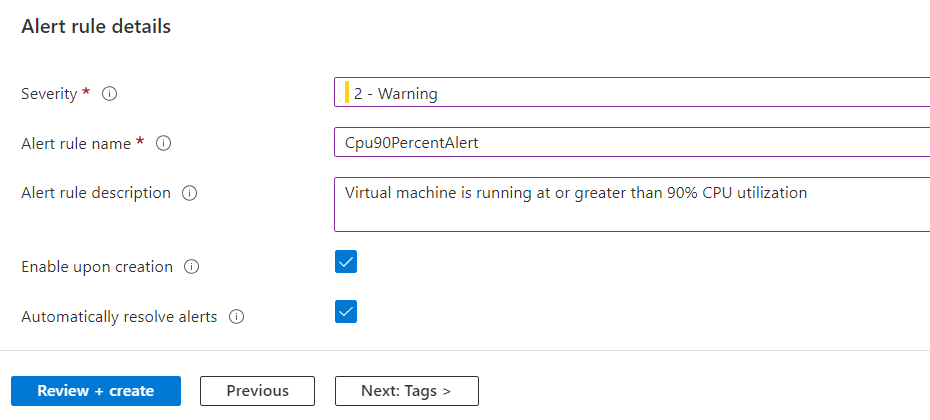 Alert rule details
Severity *
2 - Warning
Alert rule name *
Cpu90PercentAlert
Alert rule description
Virtual machine is running at or greater than 90% CPU utilization
Enable upon creation
Automatically resolve alerts
Review + create
Previous
Next: Tags >